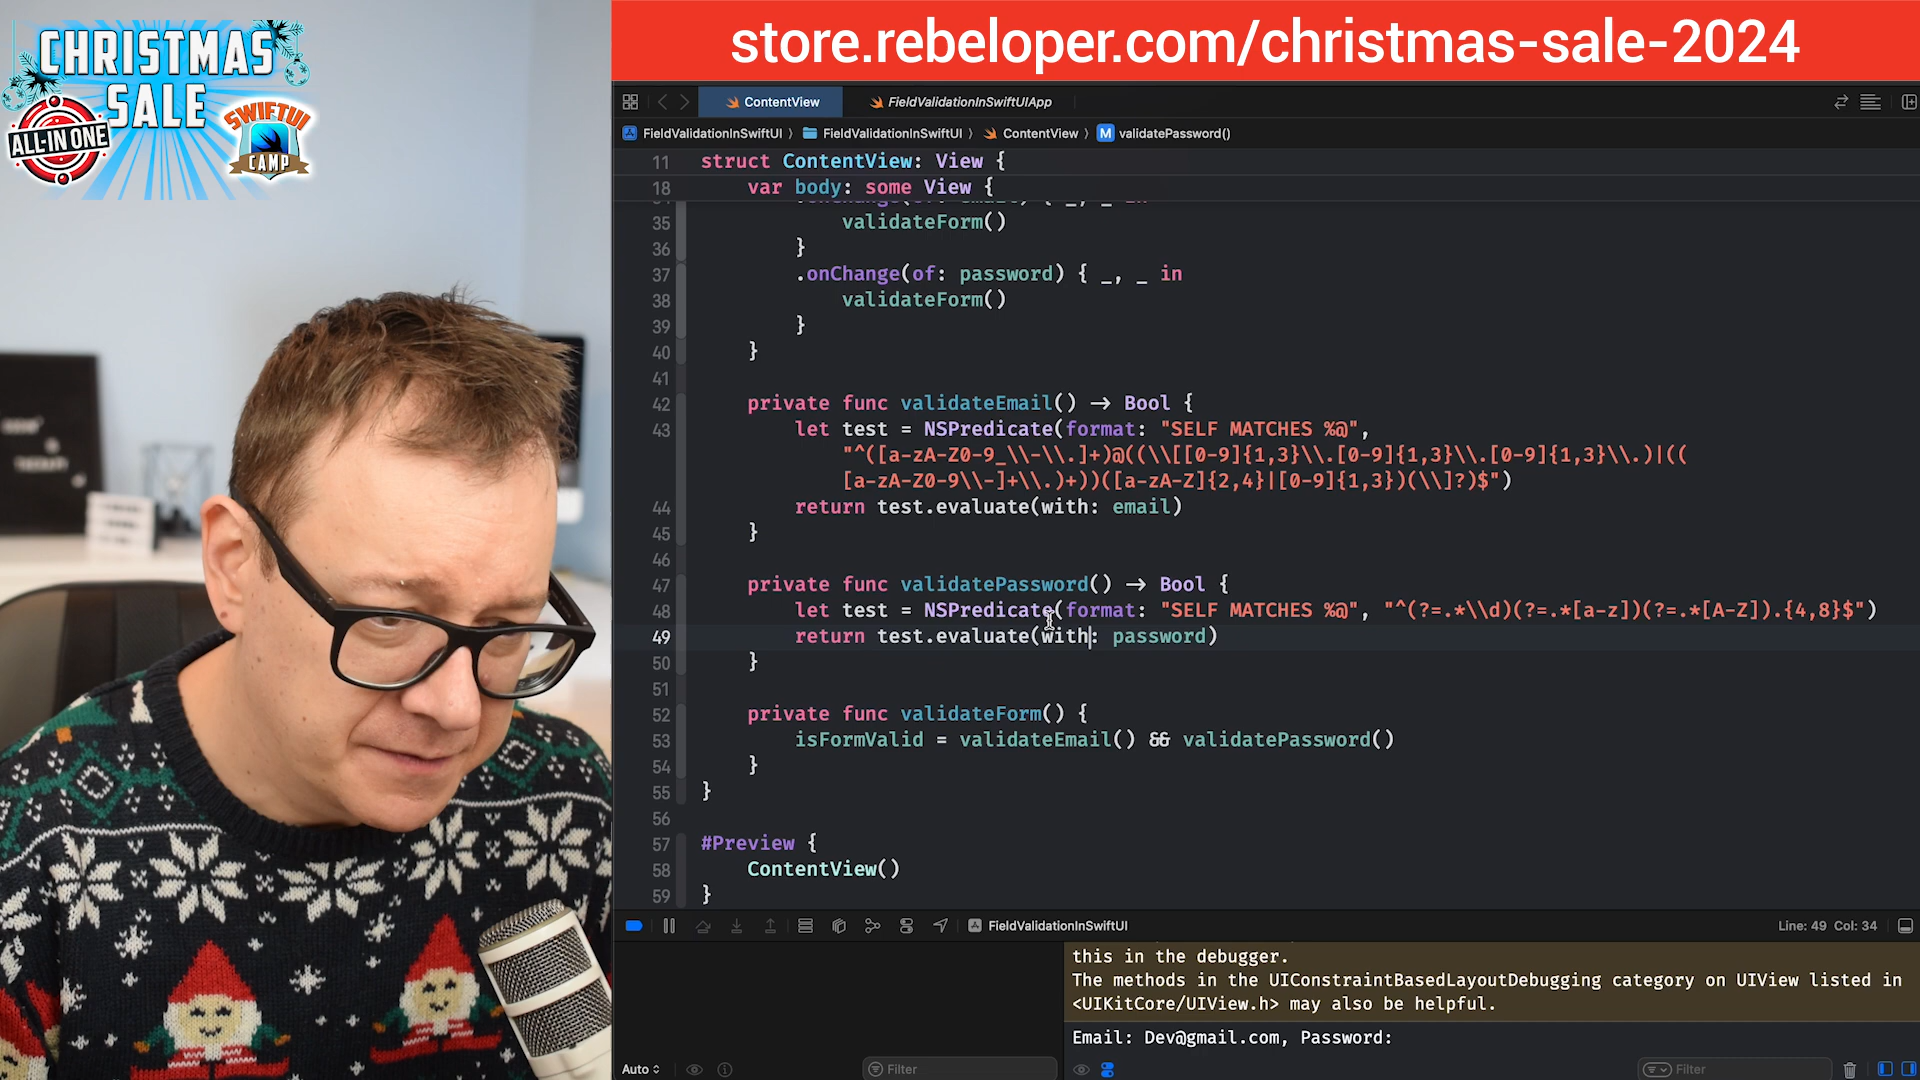 CHRISTMAS
SALE
ALL-IN ONE
SWIFTUI
CAMP
store.rebeloper.com/christmas-sale-2024
ContentView
FieldValidationInSwiftUIApp
FieldValidationInSwiftUI ⟩ FieldValidationInSwiftUI ⟩ ContentView ⟩ M validatePassword()
11 struct ContentView: View {
18 var body: some View {
35 validateForm()
36 }
37 .onChange(of: password) { _, _ in
38 validateForm()
39 }
40 }
41
42 private func validateEmail() -> Bool {
43 let test = NSPredicate(format: "SELF MATCHES %@",
"^([a-zA-Z0-9_\\-\\.]+)@((\\[[0-9]{1,3}\\.[0-9]{1,3}\\.[0-9]{1,3}\\.)|((
[a-zA-Z0-9\\-]+\\.)+))([a-zA-Z]{2,4}|[0-9]{1,3})(\\]?)$")
44 return test.evaluate(with: email)
45 }
46
47 private func validatePassword() -> Bool {
48 let test = NSPredicate(format: "SELF MATCHES %@", "^(?=.*\\d)(?=.*[a-z])(?=.*[A-Z]).{4,8}$")
49 return test.evaluate(with: password)
50 }
51
52 private func validateForm() {
53 isFormValid = validateEmail() && validatePassword()
54 }
55 }
56
57 #Preview {
58 ContentView()
59 }
FieldValidationInSwiftUI
Line: 49 Col: 34
this in the debugger.
The methods in the UIConstraintBasedLayoutDebugging category on UIView listed in
<UIKitCore/UIView.h> may also be helpful.
Email: Dev@gmail.com, Password:
Auto
Filter
Filter